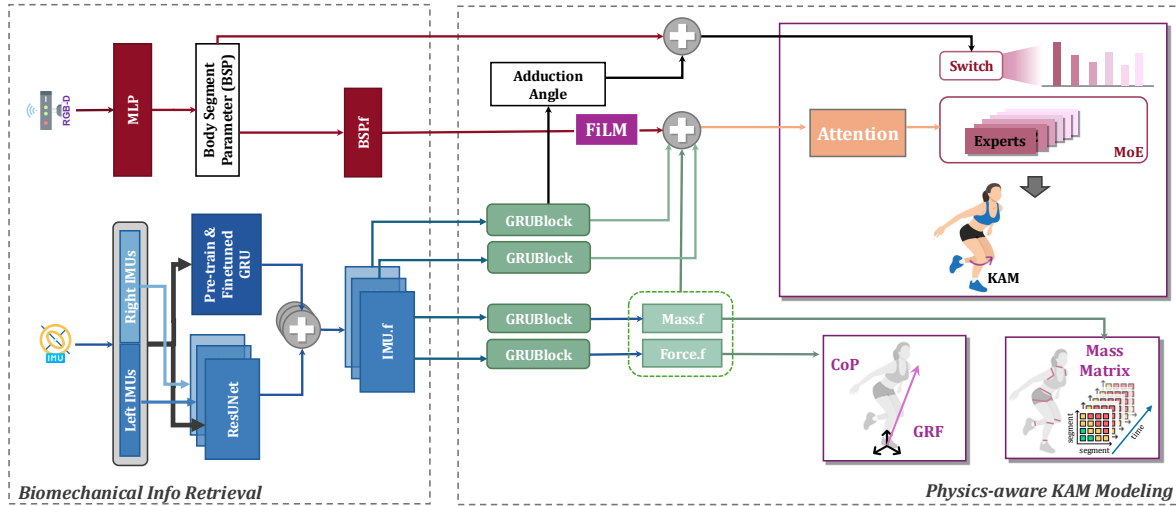 RGB-D
MLP
Body Segment
Parameter (BSP)
BSP.f
Adduction
Angle
FiLM
Attention
Switch
Experts
MoE
KAM
Right IMUs
Left IMUs
IMU
Pre-train &
Finetuned
GRU
ResUNet
IMU.f
GRUBlock
GRUBlock
GRUBlock
GRUBlock
Mass.f
Force.f
CoP
GRF
Mass
Matrix
segment
segment
time
Biomechanical Info Retrieval
Physics-aware KAM Modeling